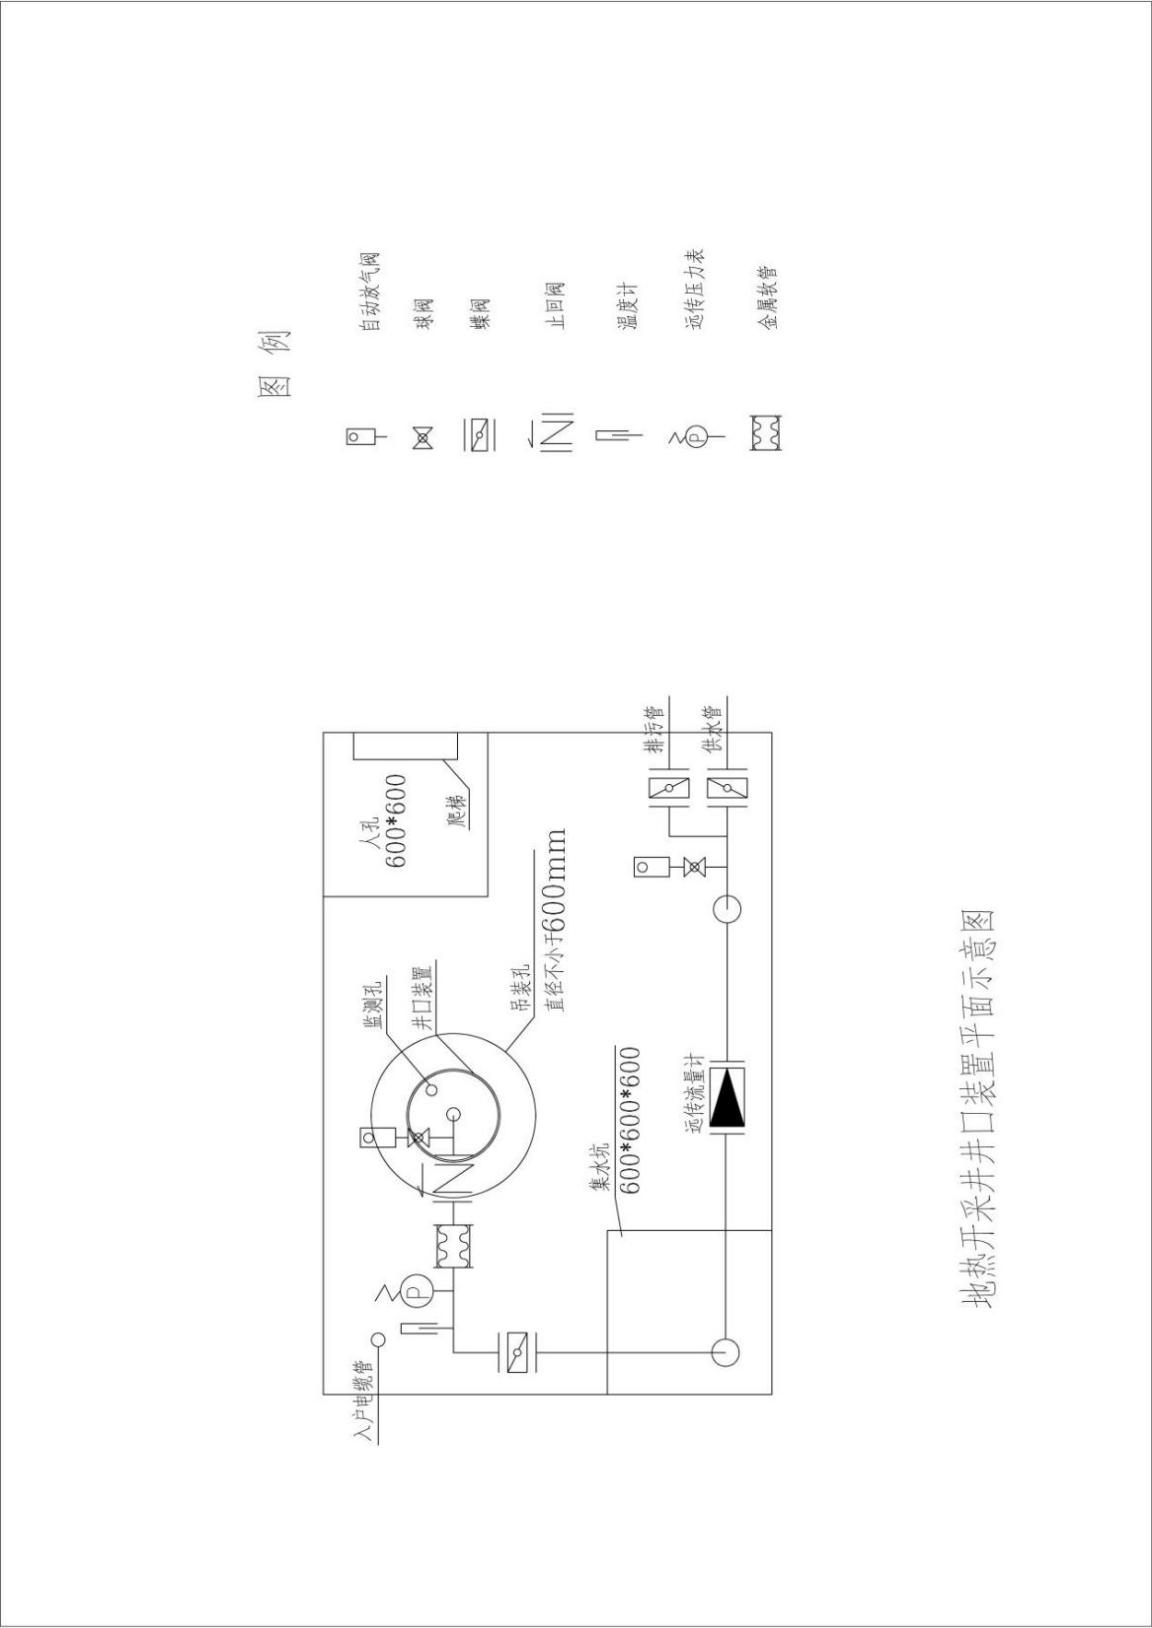 入户电缆管
监测孔
井口装置
人孔
600*600
爬梯
吊装孔
直径不小于600mm
集水坑
600*600*600
远传流量计
排污管
供水管
P
图 例
自动放气阀
球阀
蝶阀
止回阀
温度计
P
远传压力表
金属软管
地热开采井井口装置平面示意图